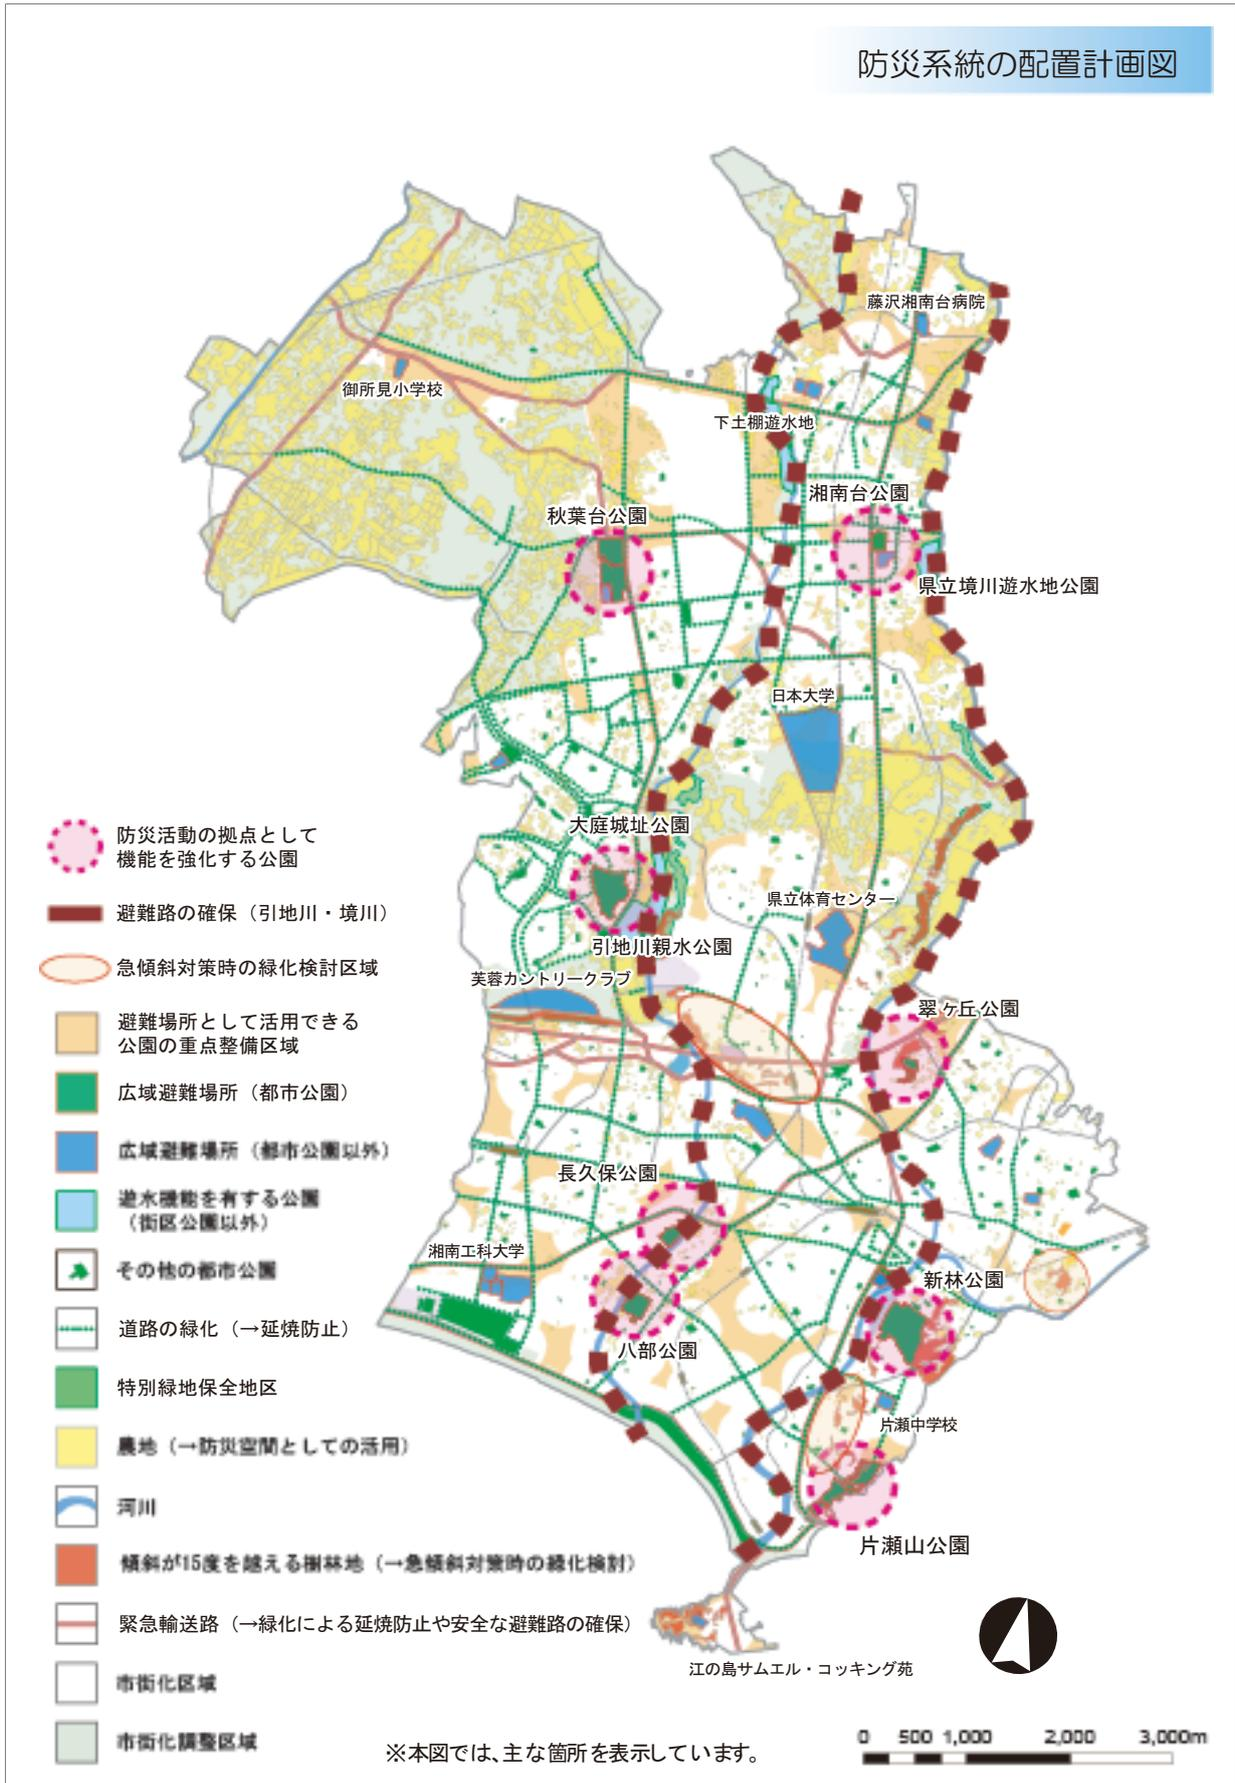 防災系統の配置計画図
藤沢湘南台病院
御所見小学校
下土棚遊水地
湘南台公園
秋葉台公園
県立境川遊水地公園
日本大学
大庭城址公園
県立体育センター
引地川親水公園
芙蓉カントリークラブ
翠ヶ丘公園
長久保公園
湘南工科大学
新林公園
八部公園
片瀬中学校
片瀬山公園
江の島サムエル・コッキング苑
防災活動の拠点として
機能を強化する公園
避難路の確保（引地川・境川）
急傾斜対策時の緑化検討区域
避難場所として活用できる
公園の重点整備区域
広域避難場所（都市公園）
広域避難場所（都市公園以外）
遊水機能を有する公園
（街区公園以外）
その他の都市公園
道路の緑化（→延焼防止）
特別緑地保全地区
農地（→防災空間としての活用）
河川
傾斜が15度を越える樹林地（→急傾斜対策時の緑化検討）
緊急輸送路（→緑化による延焼防止や安全な避難路の確保）
市街化区域
市街化調整区域
※本図では、主な箇所を表示しています。
0 500 1,000 2,000 3,000m